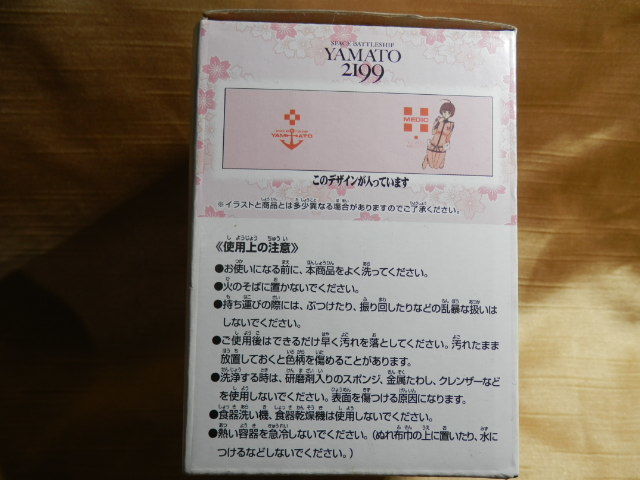 SPACE BATTLESHIP
YAMATO
2199
SPACE BATTLESHIP
YAMATO
MEDIC
このデザインが入っています
※イラストと商品とは多少異なる場合がありますのでご了承ください。
《使用上の注意》
●お使いになる前に、本商品をよく洗ってください。
●火のそばに置かないでください。
●持ち運びの際には、ぶつけたり、振り回したりなどの乱暴な扱いは
しないでください。
●ご使用後はできるだけ早く汚れを落としてください。汚れたまま
放置しておくと色柄を傷めることがあります。
●洗浄する時は、研磨剤入りのスポンジ、金属たわし、クレンザーなど
を使用しないでください。表面を傷つける原因になります。
●食器洗い機、食器乾燥機は使用しないでください。
●熱い容器を急冷しないでください。（ぬれ布巾の上に置いたり、水に
つけるなどしないでください。）